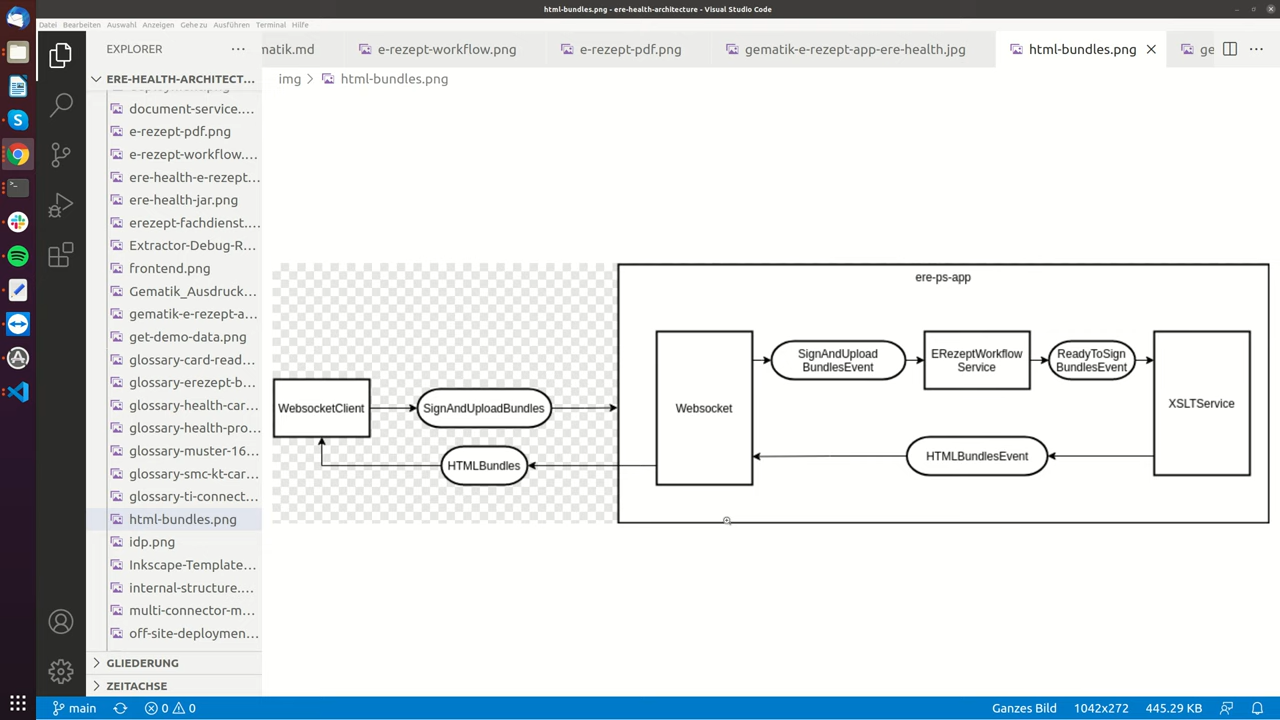 html-bundles.png - ere-health-architecture - Visual Studio Code
Datei Bearbeiten Auswahl Anzeigen Gehe zu Ausführen Terminal Hilfe
EXPLORER
atik.md
e-rezept-workflow.png
e-rezept-pdf.png
gematik-e-rezept-app-ere-health.jpg
html-bundles.png
ge
ERE-HEALTH-ARCHITECT...
img > html-bundles.png
document-service....
e-rezept-pdf.png
e-rezept-workflow....
ere-health-e-rezept...
ere-health-jar.png
erezept-fachdienst....
Extractor-Debug-R...
frontend.png
Gematik_Ausdruck...
gematik-e-rezept-a...
get-demo-data.png
glossary-card-read...
glossary-erezept-b...
glossary-health-car...
glossary-health-pro...
glossary-muster-16...
glossary-smc-kt-car...
glossary-ti-connect...
html-bundles.png
idp.png
Inkscape-Template...
internal-structure....
multi-connector-m...
off-site-deploymen...
GLIEDERUNG
ZEITACHSE
ere-ps-app
WebsocketClient
SignAndUploadBundles
HTMLBundles
Websocket
SignAndUpload
BundlesEvent
ERezeptWorkflow
Service
ReadyToSign
BundlesEvent
XSLTService
HTMLBundlesEvent
main
0
0
Ganzes Bild
1042x272
445.29 KB